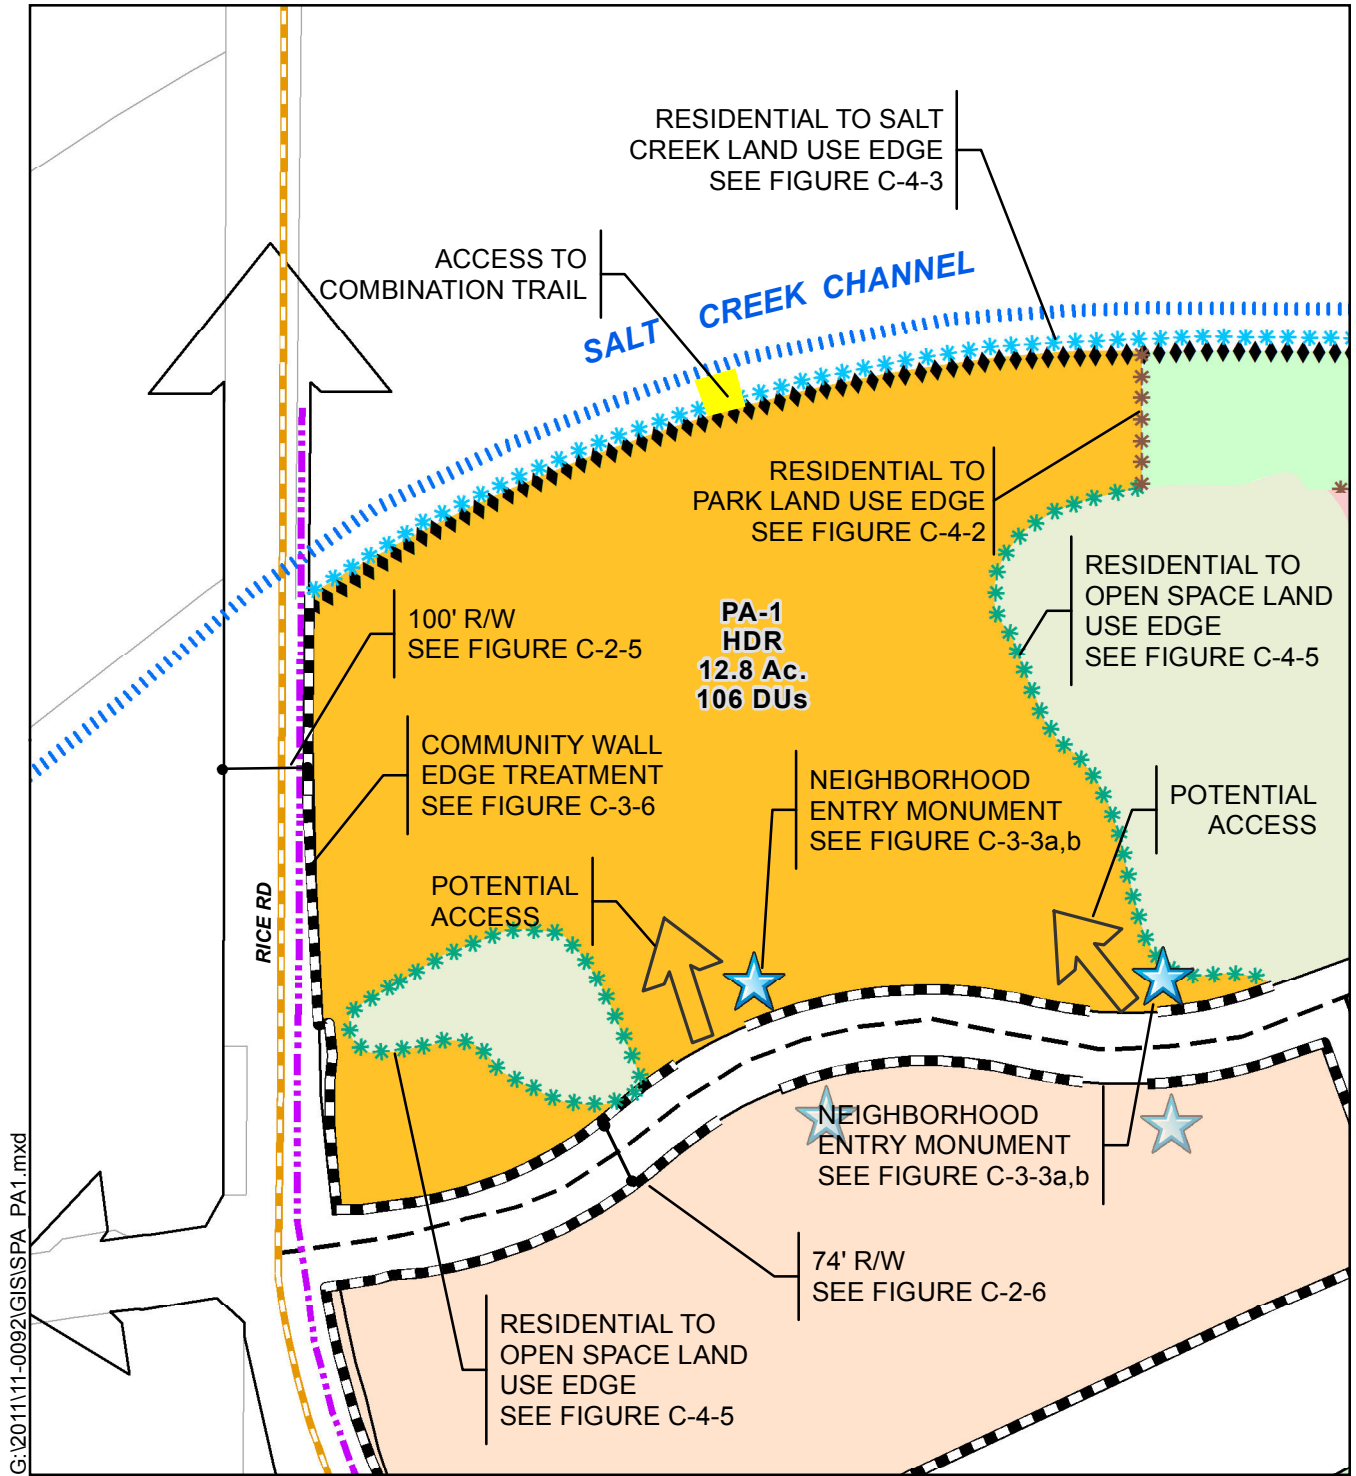 RESIDENTIAL TO SALT
CREEK LAND USE EDGE
SEE FIGURE C-4-3
ACCESS TO
COMBINATION TRAIL
SALT CREEK CHANNEL
RESIDENTIAL TO
PARK LAND USE EDGE
SEE FIGURE C-4-2
RESIDENTIAL TO
OPEN SPACE LAND
USE EDGE
SEE FIGURE C-4-5
100' R/W
SEE FIGURE C-2-5
PA-1
HDR
12.8 Ac.
106 DUs
COMMUNITY WALL
EDGE TREATMENT
SEE FIGURE C-3-6
NEIGHBORHOOD
ENTRY MONUMENT
SEE FIGURE C-3-3a,b
POTENTIAL
ACCESS
POTENTIAL
ACCESS
RICE RD
NEIGHBORHOOD
ENTRY MONUMENT
SEE FIGURE C-3-3a,b
74' R/W
SEE FIGURE C-2-6
RESIDENTIAL TO
OPEN SPACE LAND
USE EDGE
SEE FIGURE C-4-5
G:\2011\11-0092\GIS\SPA PA1.mxd